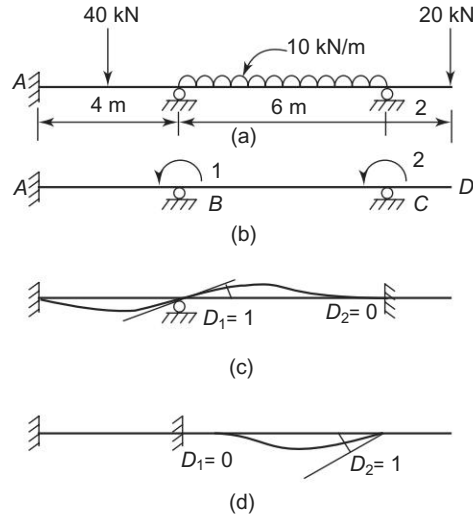 40 kN
20 kN
10 kN/m
A
4 m
6 m
2
(a)
1
2
A
B
C
D
(b)
D1= 1
D2= 0
(c)
D1= 0
D2= 1
(d)